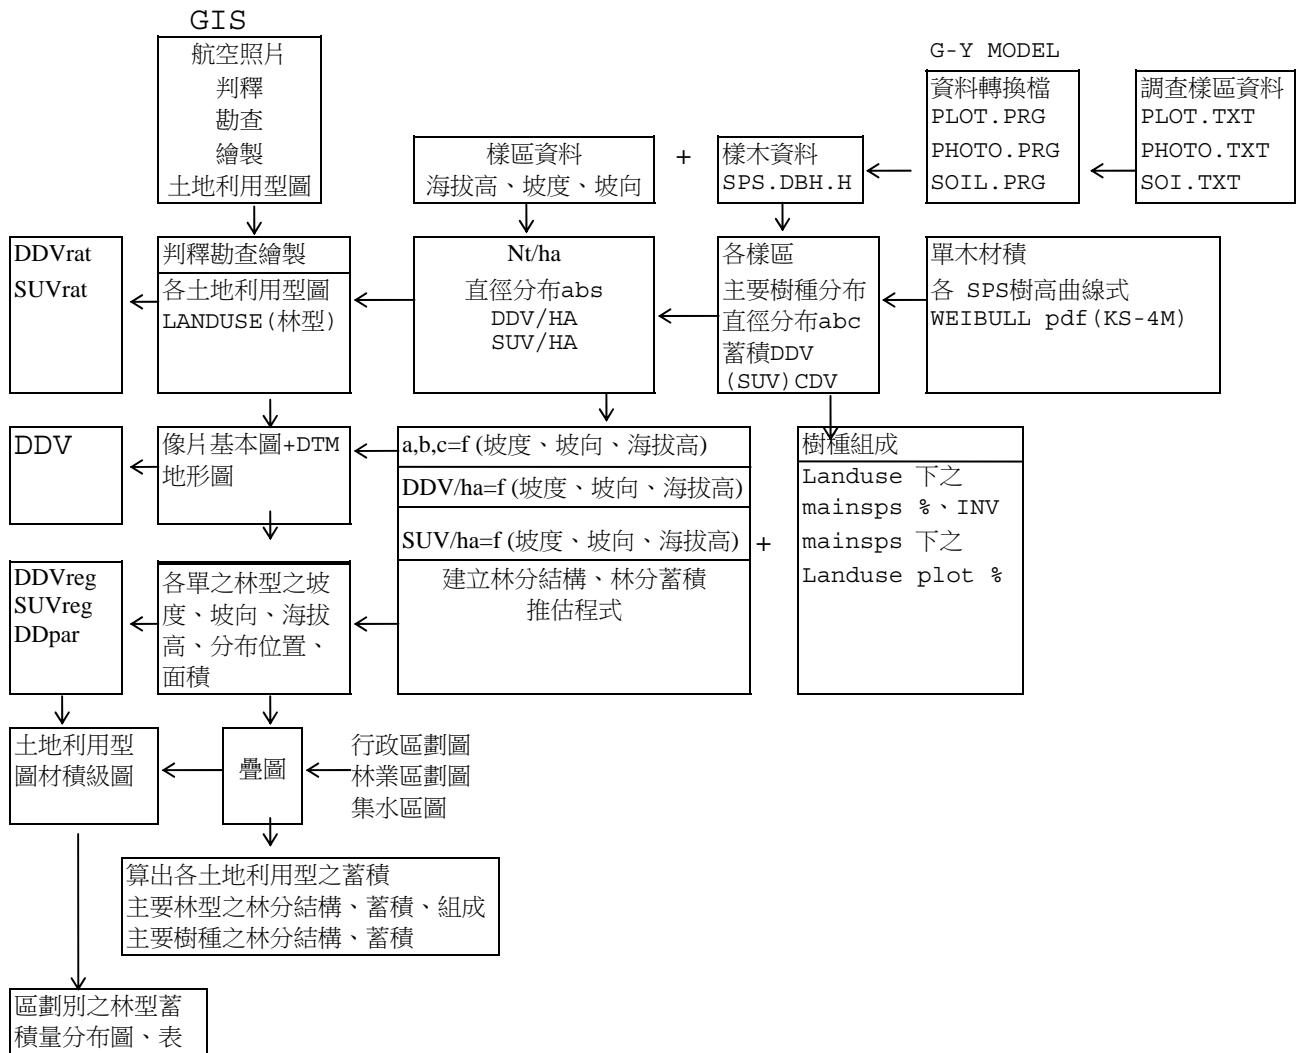 GIS
航空照片
判釋
勘查
繪製
土地利用型圖
G-Y MODEL
樣區資料
海拔高、坡度、坡向
+
樣木資料
SPS.DBH.H
資料轉換檔
PLOT.PRG
PHOTO.PRG
SOIL.PRG
調查樣區資料
PLOT.TXT
PHOTO.TXT
SOI.TXT
DDVrat
SUVrat
判釋勘查繪製
各土地利用型圖
LANDUSE(林型)
Nt/ha
直徑分布abs
DDV/HA
SUV/HA
各樣區
主要樹種分布
直徑分布abc
蓄積DDV
(SUV)CDV
單木材積
各 SPS樹高曲線式
WEIBULL pdf(KS-4M)
DDV
像片基本圖+DTM
地形圖
a,b,c=f (坡度、坡向、海拔高)
DDV/ha=f (坡度、坡向、海拔高)
SUV/ha=f (坡度、坡向、海拔高)
建立林分結構、林分蓄積
推估程式
+
樹種組成
Landuse 下之
mainsps %、INV
mainsps 下之
Landuse plot %
DDVreg
SUVreg
DDpar
各單之林型之坡
度、坡向、海拔
高、分布位置、
面積
土地利用型
圖材積級圖
疊圖
行政區劃圖
林業區劃圖
集水區圖
算出各土地利用型之蓄積
主要林型之林分結構、蓄積、組成
主要樹種之林分結構、蓄積
區劃別之林型蓄
積量分布圖、表